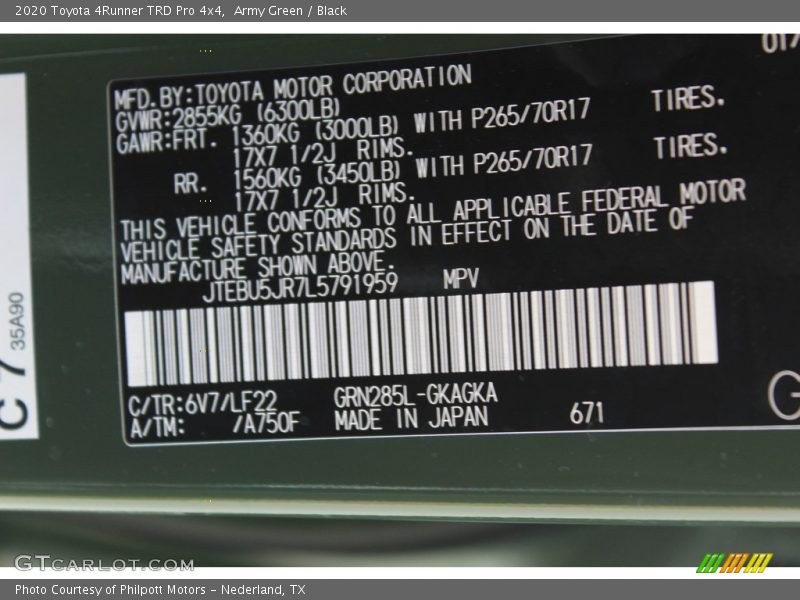 2020 Toyota 4Runner TRD Pro 4x4, Army Green / Black
MFD.BY:TOYOTA MOTOR CORPORATION
GVWR:2855KG (6300LB)
GAWR:FRT. 1360KG (3000LB) WITH P265/70R17 TIRES.
17X7 1/2J RIMS.
RR. 1560KG (3450LB) WITH P265/70R17 TIRES.
17X7 1/2J RIMS.
THIS VEHICLE CONFORMS TO ALL APPLICABLE FEDERAL MOTOR
VEHICLE SAFETY STANDARDS IN EFFECT ON THE DATE OF
MANUFACTURE SHOWN ABOVE.
JTEBU5JR7L5791959 MPV
C/TR:6V7/LF22 GRN285L-GKAGKA
A/TM: /A750F MADE IN JAPAN 671
C 7 35A90
GTCARLOT.COM
Photo Courtesy of Philpott Motors - Nederland, TX